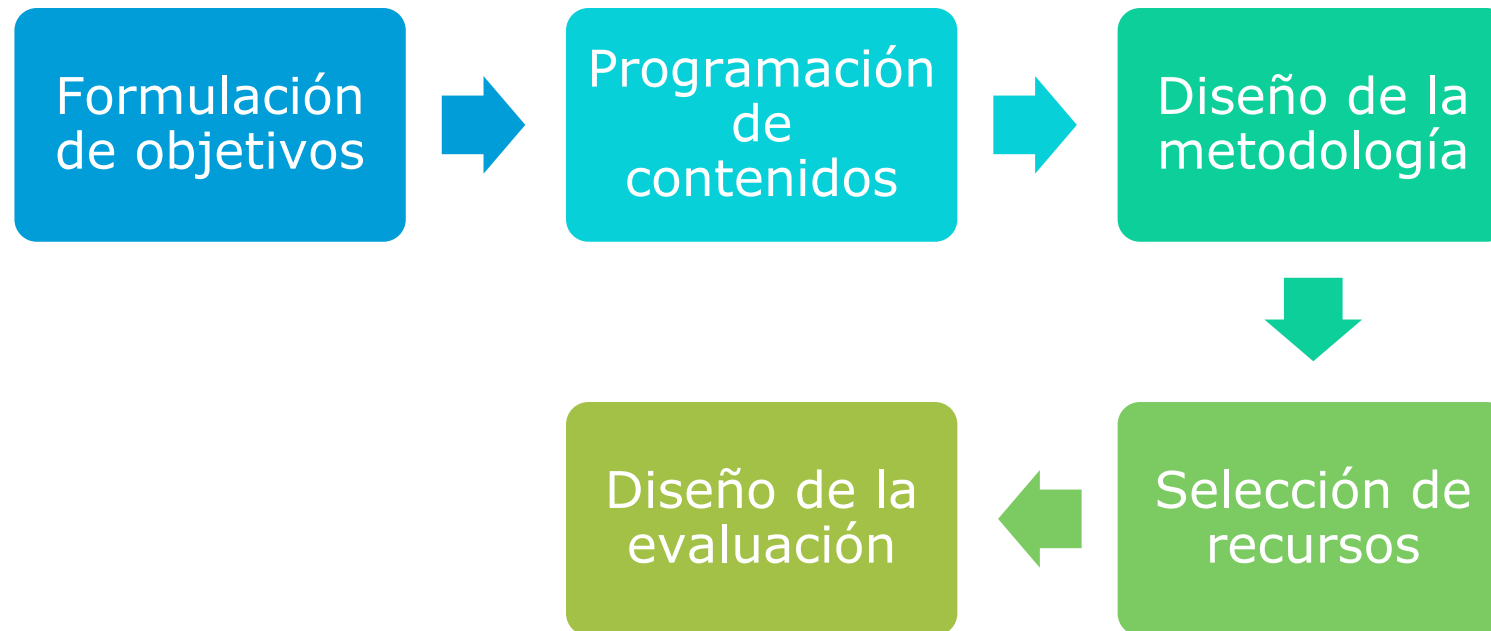 Formulación
de objetivos
Programación
de
contenidos
Diseño de la
metodología
Selección de
recursos
Diseño de la
evaluación